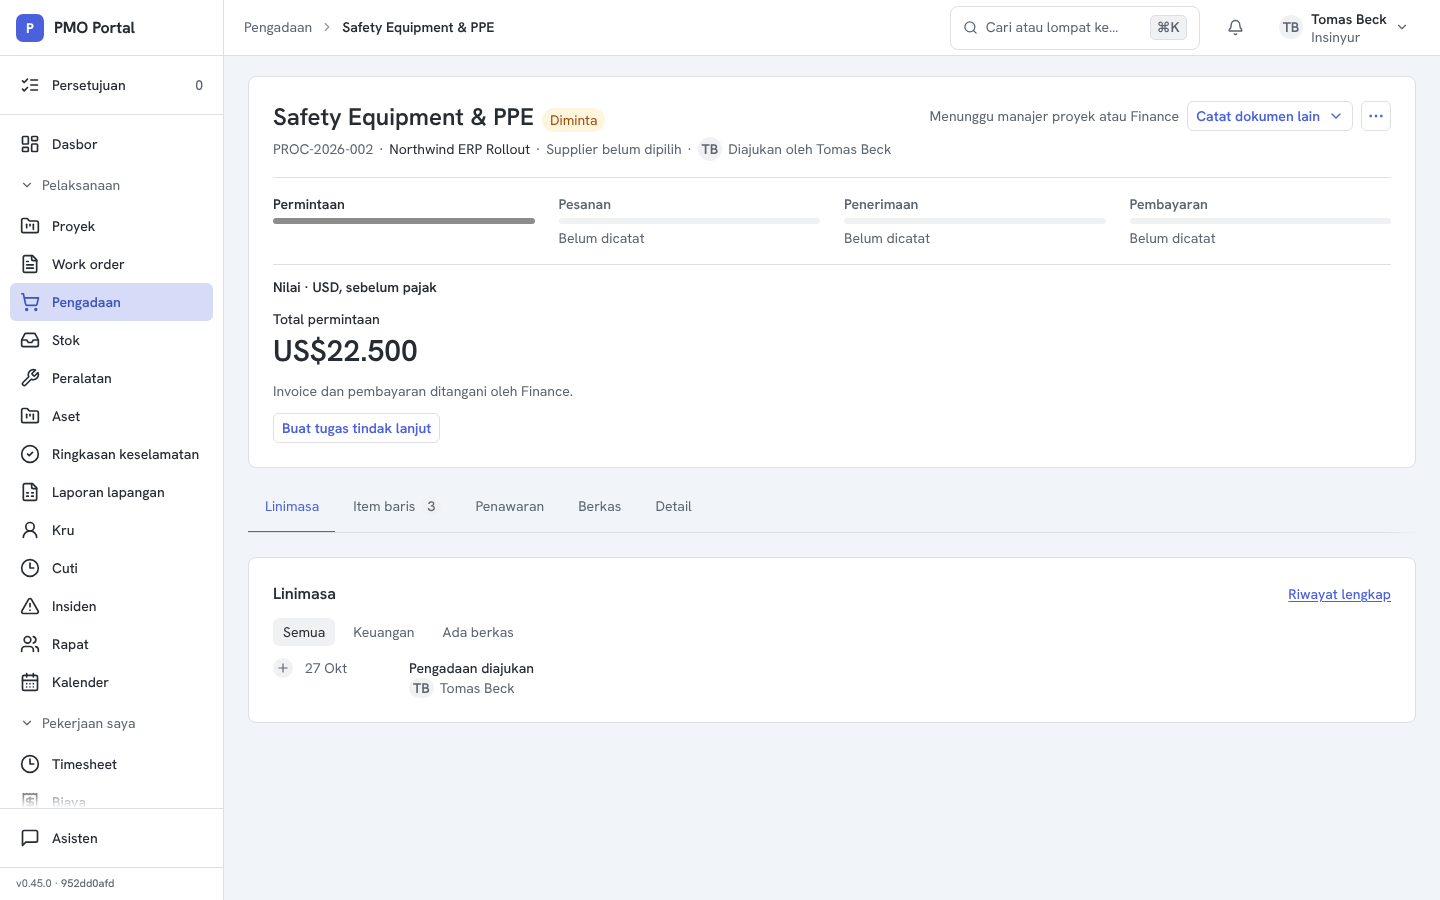 P PMO Portal
Pengadaan > Safety Equipment & PPE
Cari atau lompat ke... ⌘K
TB Tomas Beck
Insinyur
Persetujuan 0
Dasbor
Pelaksanaan
Proyek
Work order
Pengadaan
Stok
Peralatan
Aset
Ringkasan keselamatan
Laporan lapangan
Kru
Cuti
Insiden
Rapat
Kalender
Pekerjaan saya
Timesheet
Biaya
Asisten
v0.45.0 · 952dd0afd
Safety Equipment & PPE Diminta
Menunggu manajer proyek atau Finance Catat dokumen lain
PROC-2026-002 · Northwind ERP Rollout · Supplier belum dipilih · TB Diajukan oleh Tomas Beck
Permintaan
Pesanan
Belum dicatat
Penerimaan
Belum dicatat
Pembayaran
Belum dicatat
Nilai · USD, sebelum pajak
Total permintaan
US$22.500
Invoice dan pembayaran ditangani oleh Finance.
Buat tugas tindak lanjut
Linimasa Item baris 3 Penawaran Berkas Detail
Linimasa Riwayat lengkap
Semua Keuangan Ada berkas
27 Okt Pengadaan diajukan
TB Tomas Beck